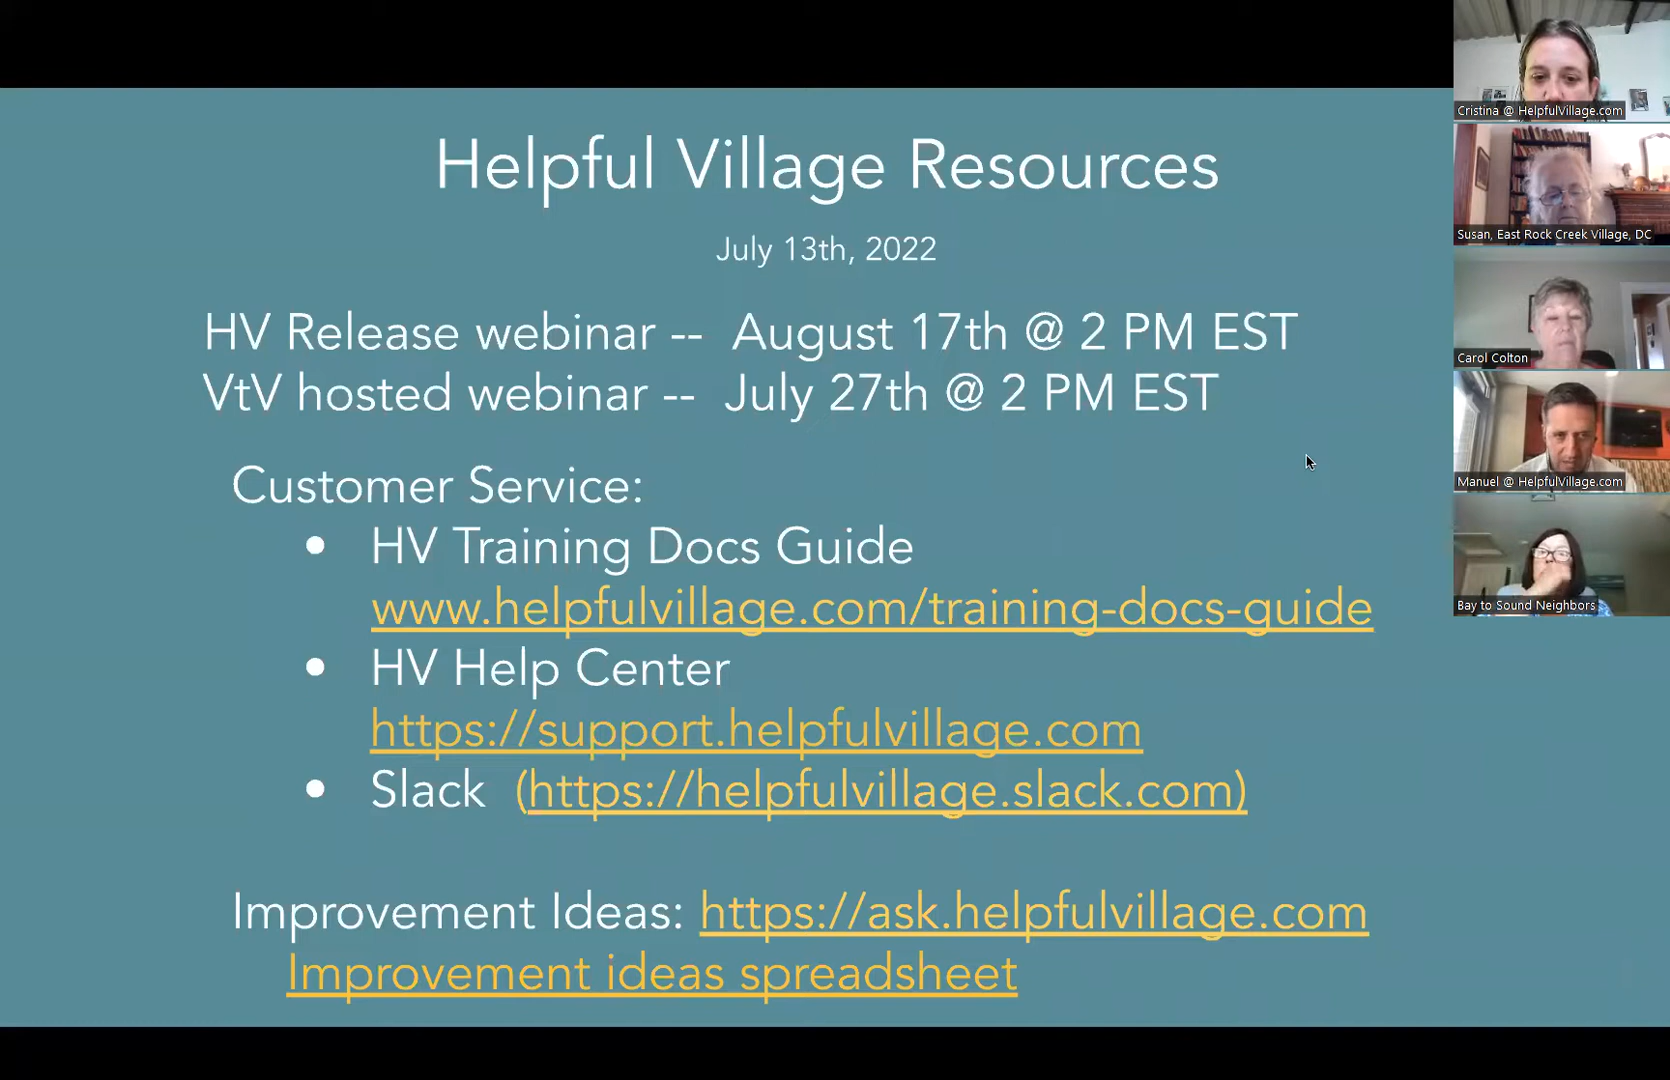 Helpful Village Resources
July 13th, 2022
HV Release webinar -- August 17th @ 2 PM EST
VtV hosted webinar -- July 27th @ 2 PM EST
Customer Service:
• HV Training Docs Guide
www.helpfulvillage.com/training-docs-guide
• HV Help Center
https://support.helpfulvillage.com
• Slack (https://helpfulvillage.slack.com)
Improvement Ideas: https://ask.helpfulvillage.com
Improvement ideas spreadsheet
Cristina @ HelpfulVillage.com
Susan, East Rock Creek Village, DC
Carol Colton
Manuel @ HelpfulVillage.com
Bay to Sound Neighbors